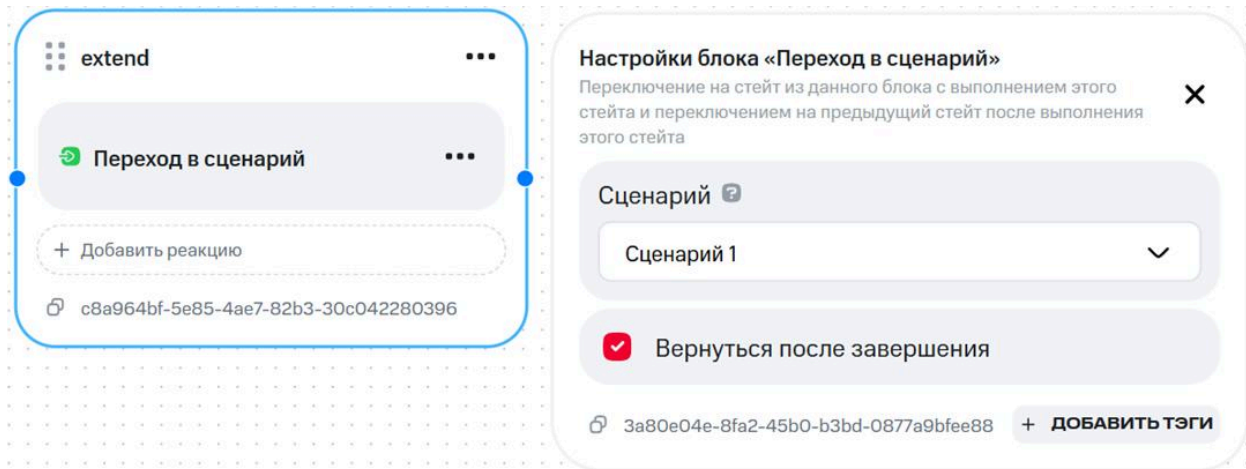 extend
Переход в сценарий
+ Добавить реакцию
c8a964bf-5e85-4ae7-82b3-30c042280396
Настройки блока «Переход в сценарий»
Переключение на стейт из данного блока с выполнением этого
стейта и переключением на предыдущий стейт после выполнения
этого стейта
Сценарий ?
Сценарий 1
Вернуться после завершения
3a80e04e-8fa2-45b0-b3bd-0877a9bfee88 + ДОБАВИТЬ ТЭГИ